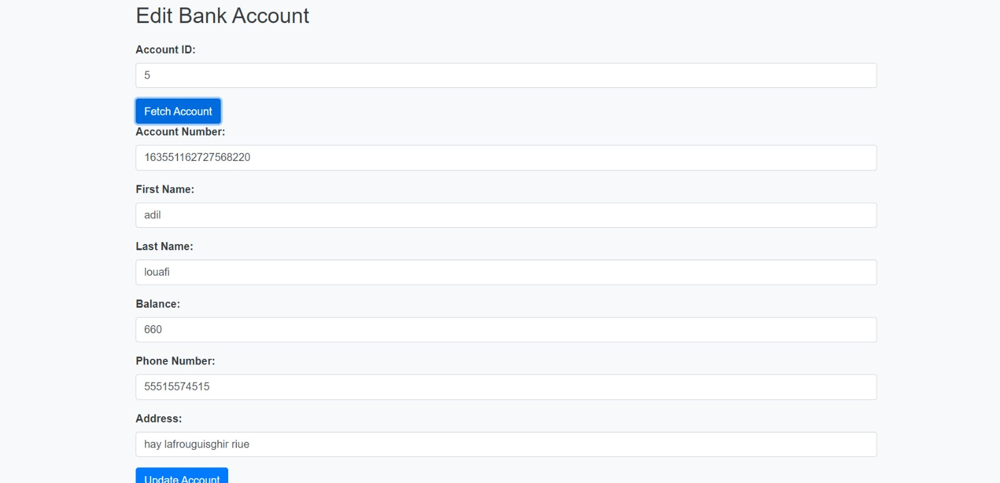 Edit Bank Account
Account ID:
5
Fetch Account
Account Number:
163551162727568220
First Name:
adil
Last Name:
louafi
Balance:
660
Phone Number:
55515574515
Address:
hay lafrouguisghir riue
Update Account